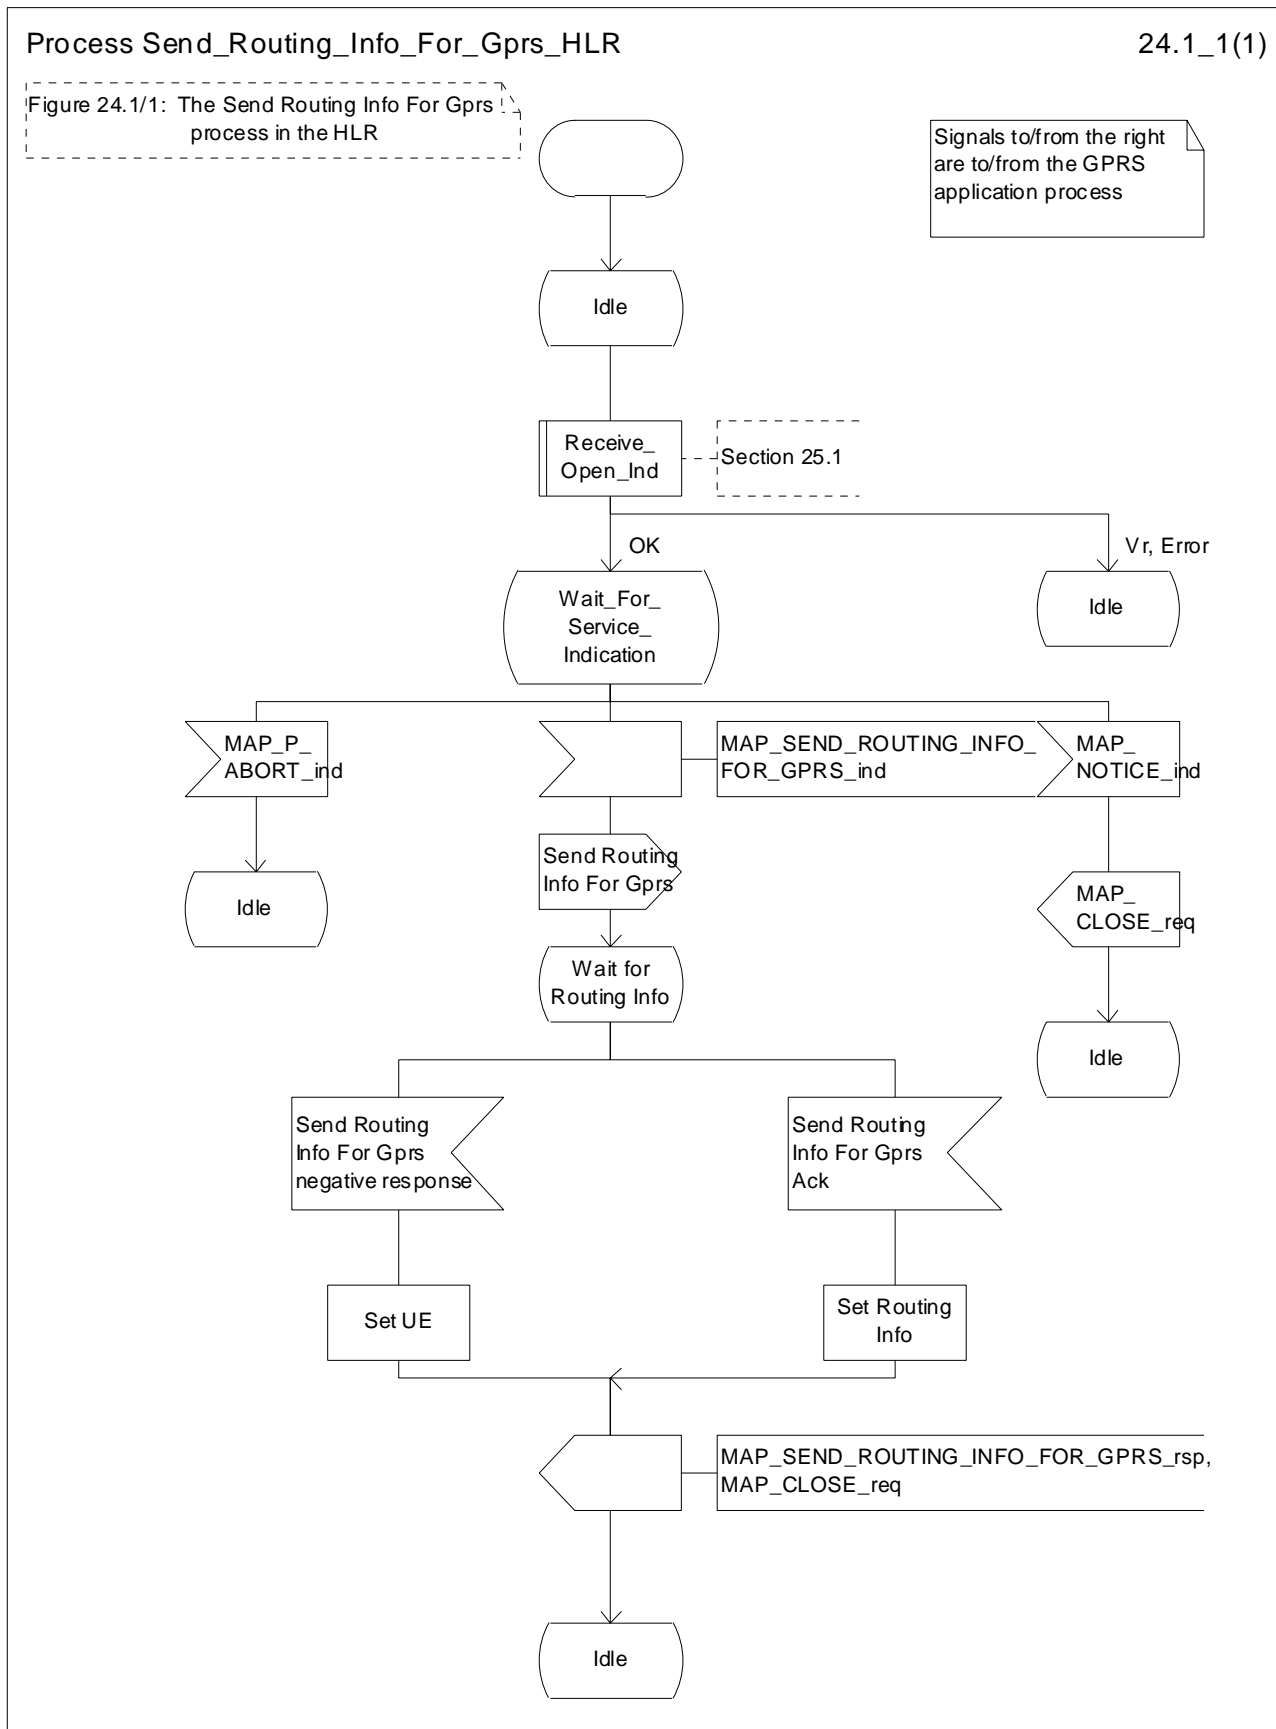 Process Send_Routing_Info_For_Gprs_HLR
24.1_1(1)
Figure 24.1/1: The Send Routing Info For Gprs
process in the HLR
Signals to/from the right
are to/from the GPRS
application process
Idle
Receive_
Open_Ind
Section 25.1
OK
Vr, Error
Wait_For_
Service_
Indication
Idle
MAP_P_
ABORT_ind
MAP_SEND_ROUTING_INFO_
FOR_GPRS_ind
MAP_
NOTICE_ind
Send Routing
Info For Gprs
Idle
MAP_
CLOSE_req
Wait for
Routing Info
Idle
Send Routing
Info For Gprs
negative response
Send Routing
Info For Gprs
Ack
Set UE
Set Routing
Info
MAP_SEND_ROUTING_INFO_FOR_GPRS_rsp,
MAP_CLOSE_req
Idle